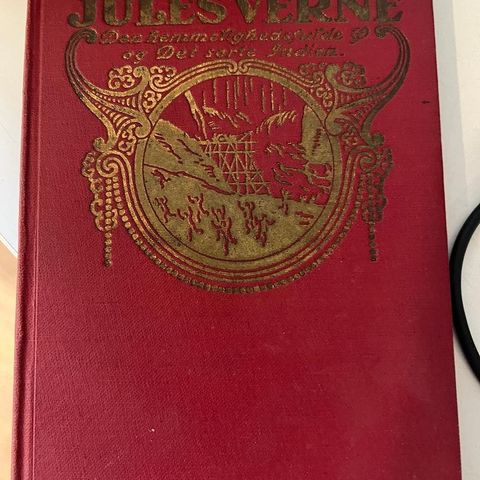 JULES VERNE
Den hemmelighedsfulde Ø
og Det sorte Indien.